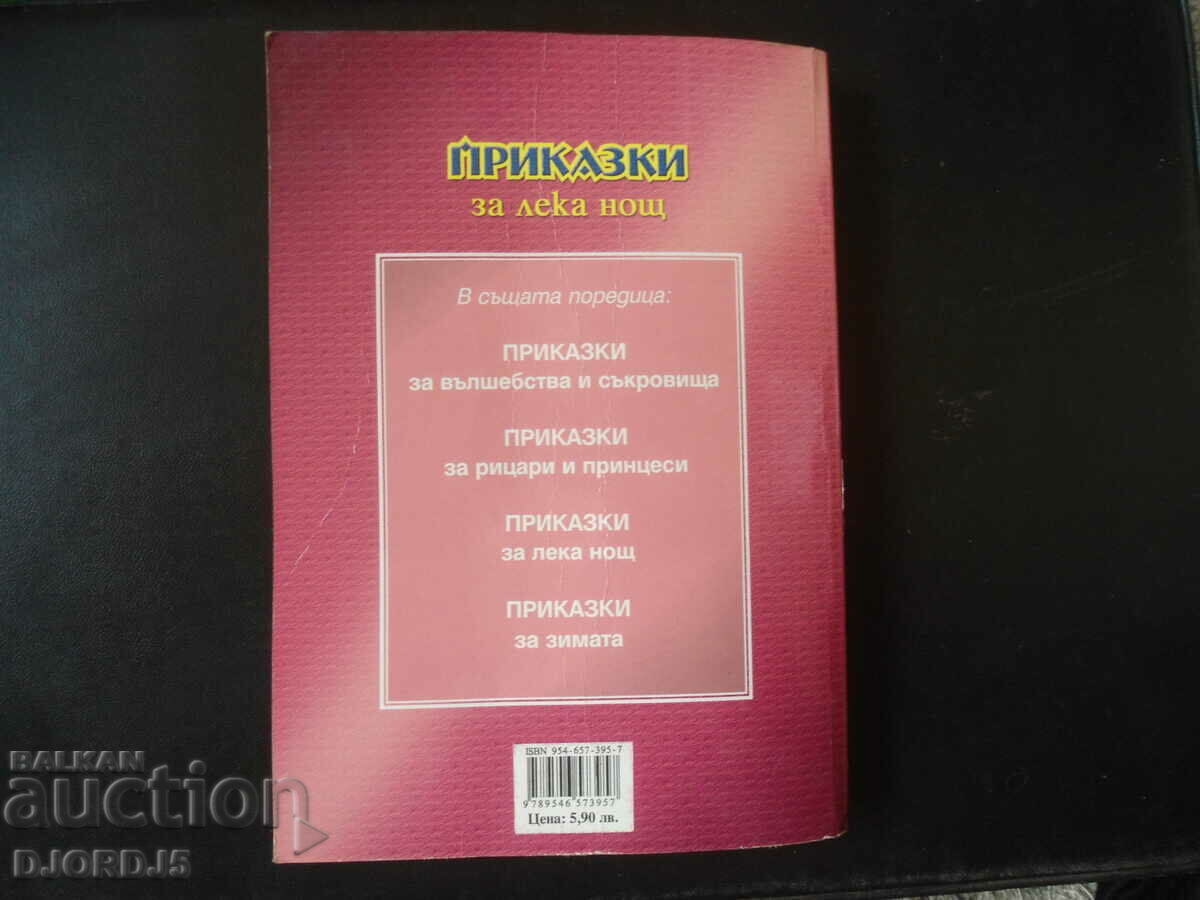 ПРИКАЗКИ
за лека нощ
В същата поредица:
ПРИКАЗКИ
за вълшебства и съкровища
ПРИКАЗКИ
за рицари и принцеси
ПРИКАЗКИ
за лека нощ
ПРИКАЗКИ
за зимата
ISBN 954-657-395-7
9789546573957
Цена: 5,90 лв.
BALKAN
auction
DJORDJ5